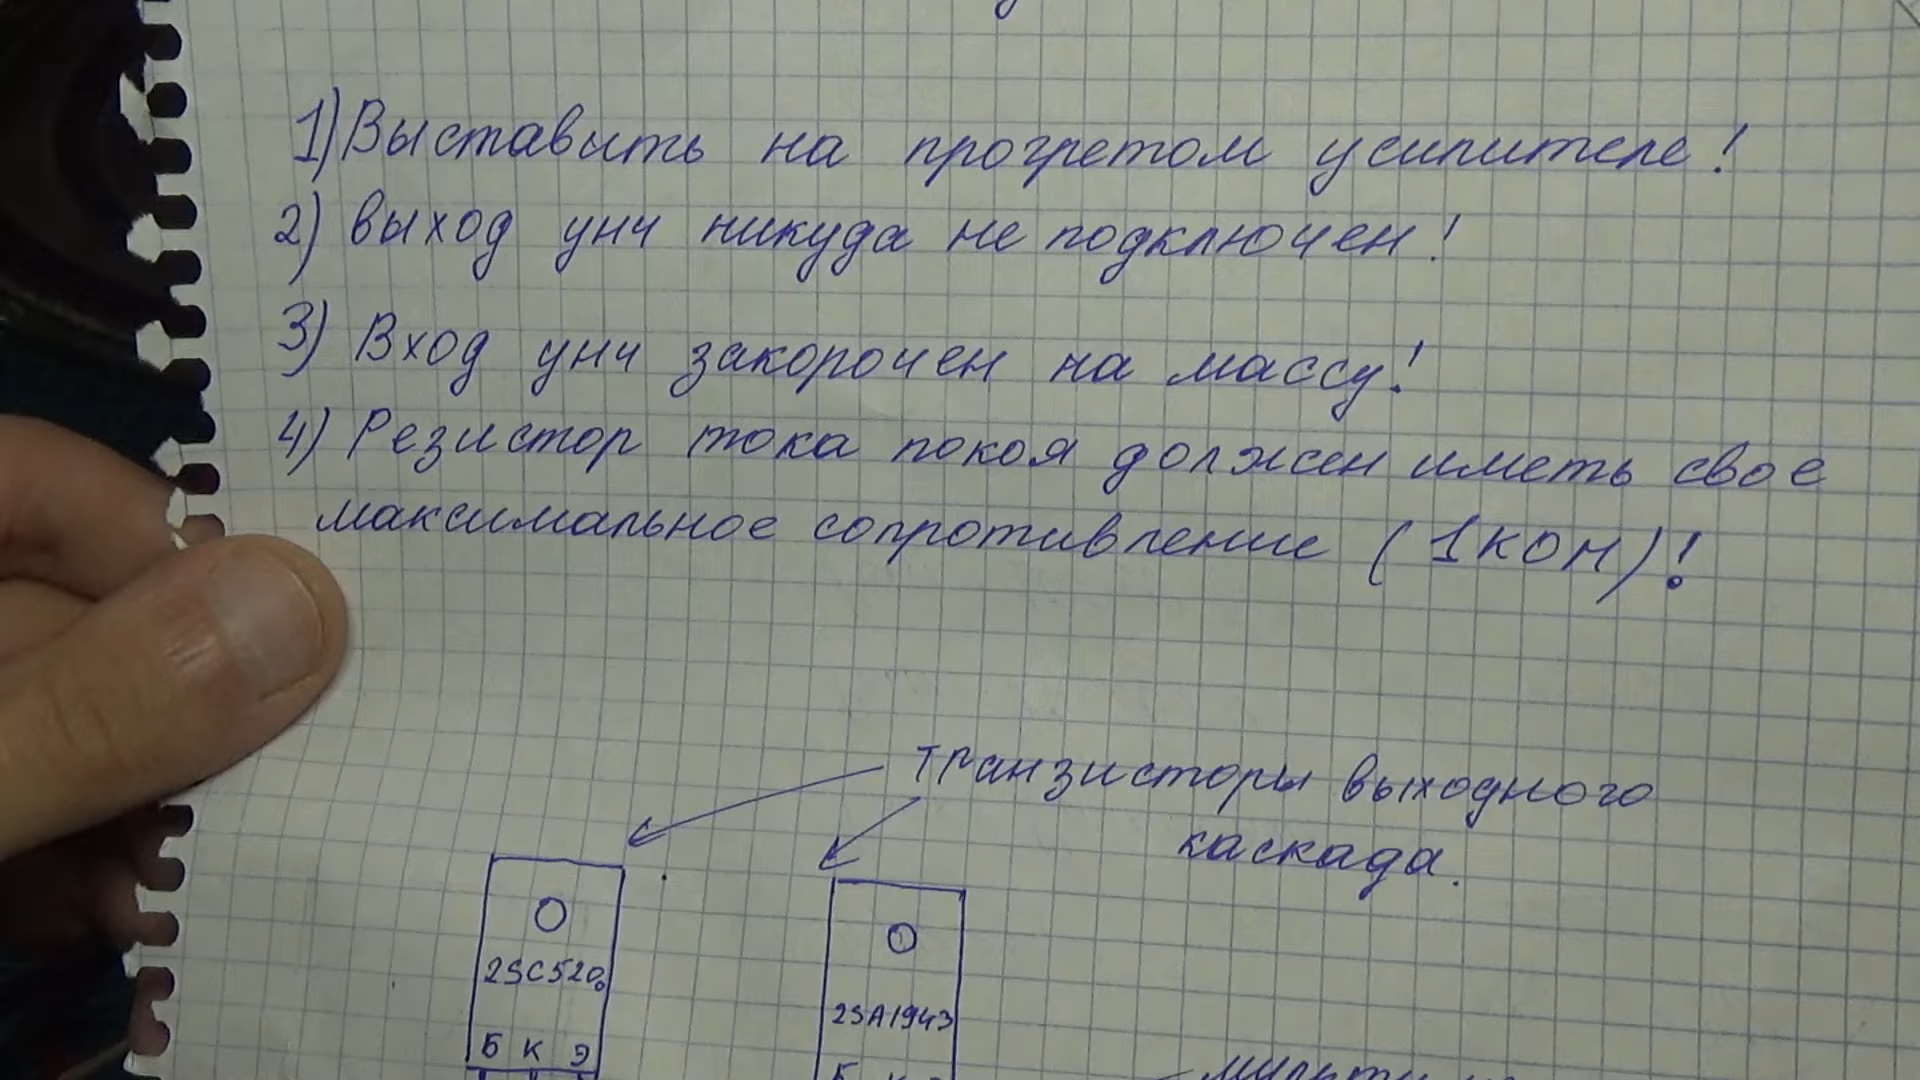 1) Выставить на прогретом усилителе!
2) выход унч никуда не подключен!
3) Вход унч закорочен на массу!
4) Резистор тока покоя должен иметь свое
максимальное сопротивление (1КОМ)!
Транзисторы выходного
каскада.
2SC5200
2SA1943
Б К Э